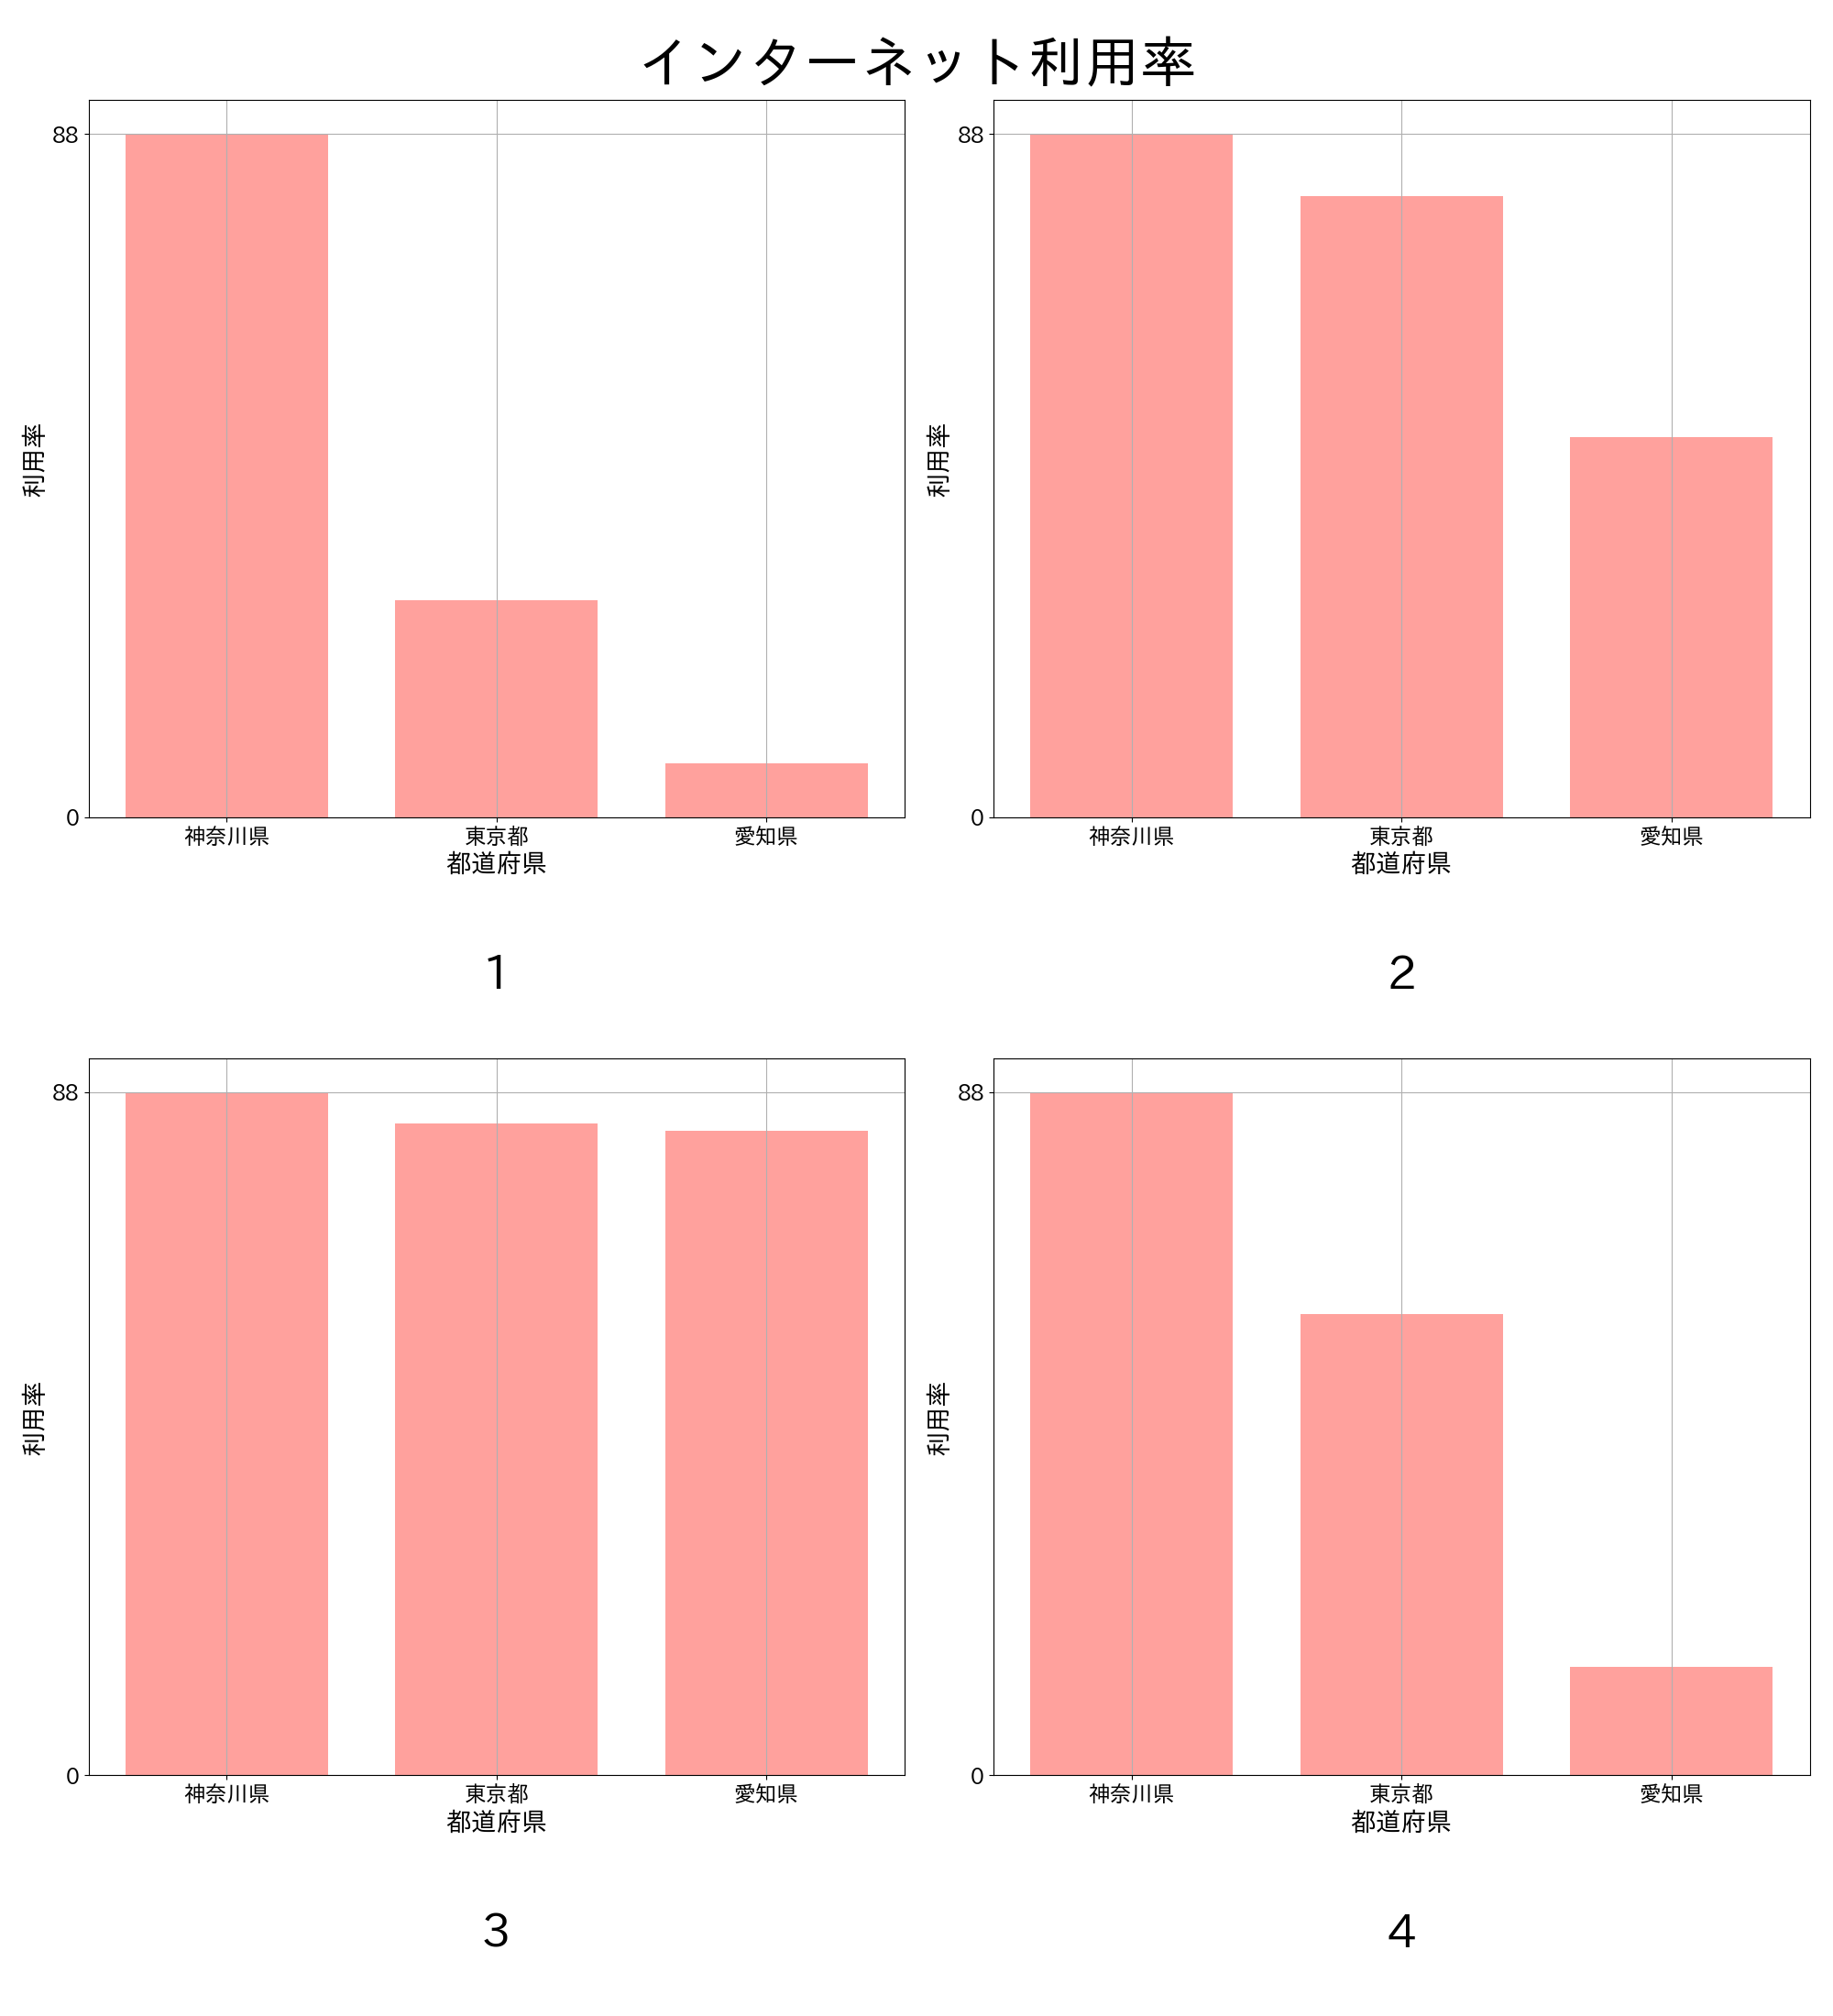 インターネット利用率
88
0
利用率
神奈川県 東京都 愛知県
都道府県
1
88
0
利用率
神奈川県 東京都 愛知県
都道府県
2
88
0
利用率
神奈川県 東京都 愛知県
都道府県
3
88
0
利用率
神奈川県 東京都 愛知県
都道府県
4